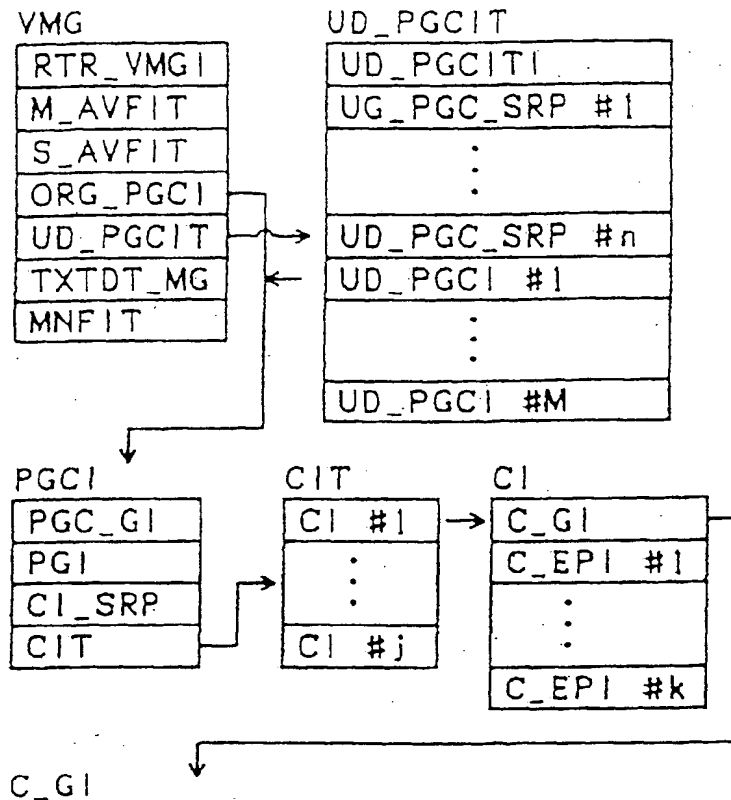 VMG
RTR_VMGI
M_AVFIT
S_AVFIT
ORG_PGCI
UD_PGCIT
TXTDT_MG
MNFIT
UD_PGCIT
UD_PGCITI
UG_PGC_SRP #1
UD_PGC_SRP #n
UD_PGCI #1
UD_PGCI #M
PGCI
PGC_GI
PGI
CI_SRP
CIT
CIT
CI #1
CI #j
CI
C_GI
C_EPI #1
C_EPI #k
C_GI